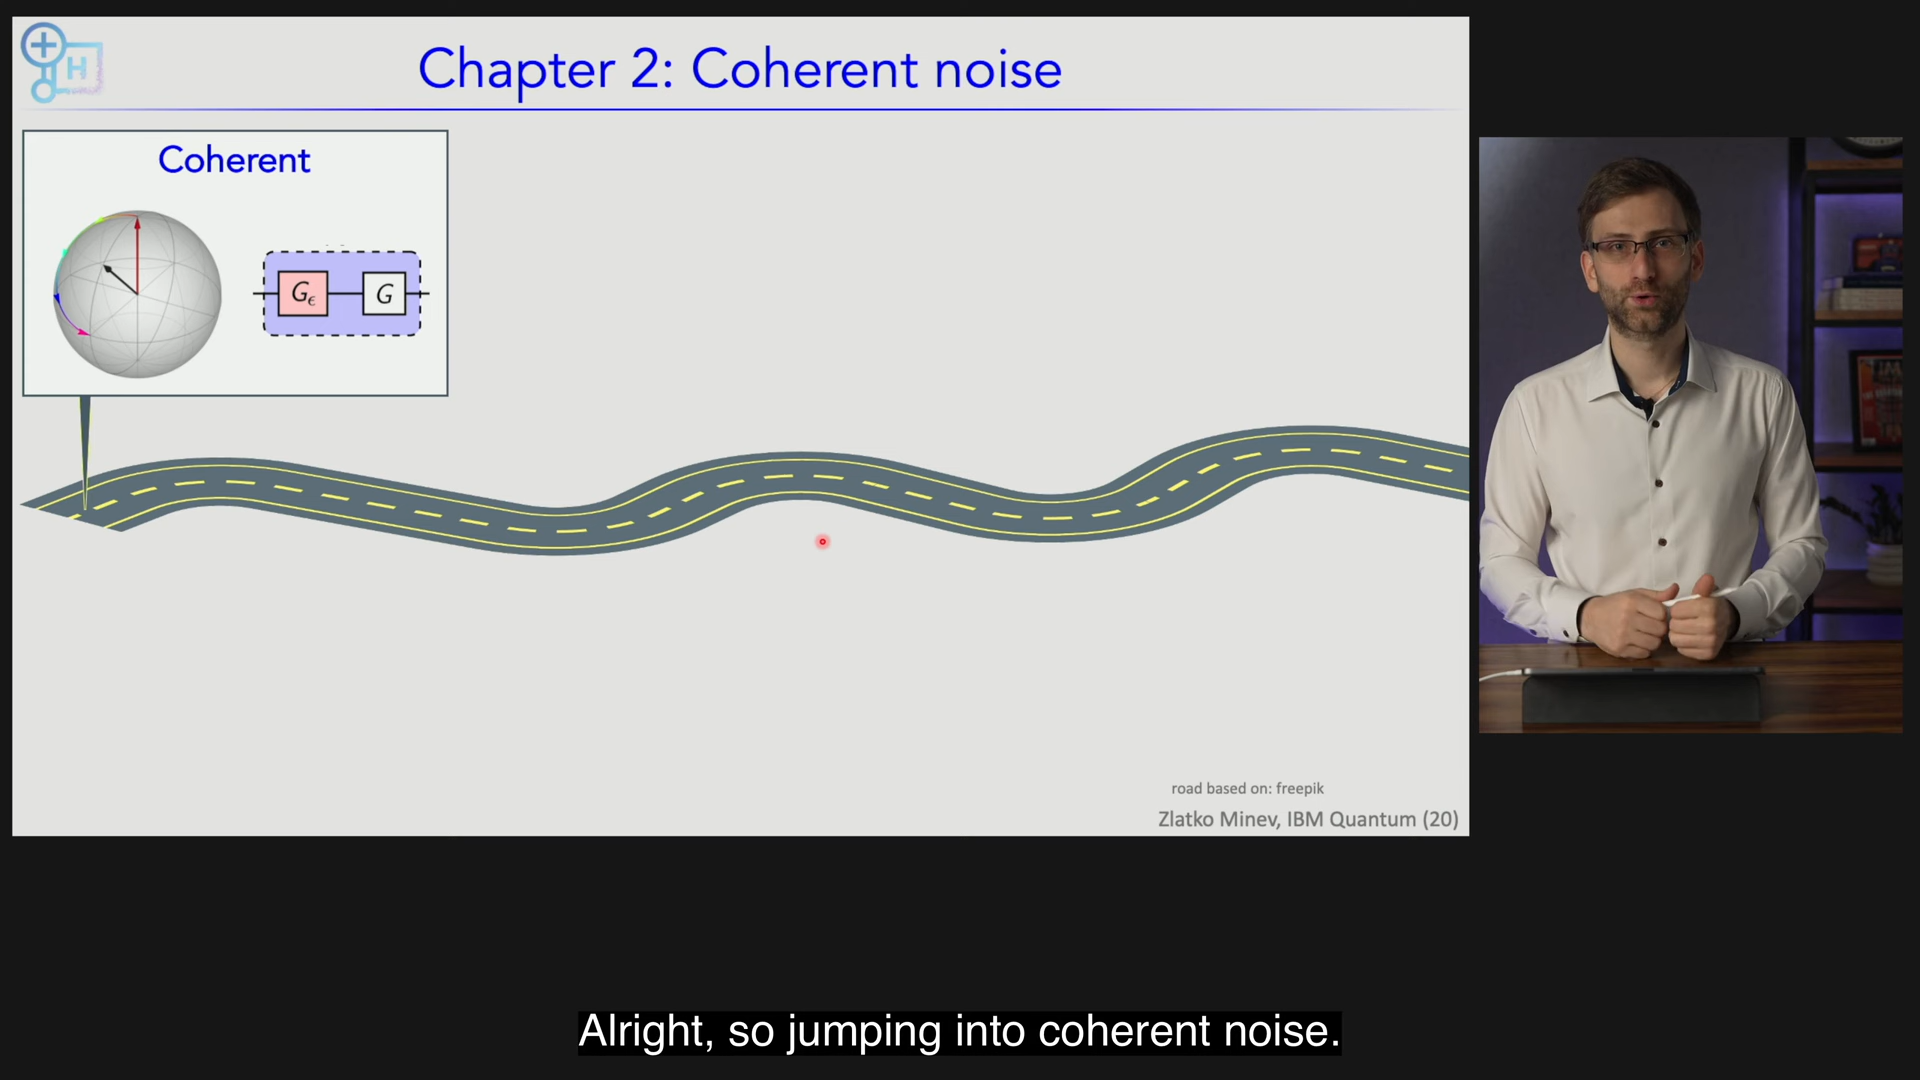 H
Chapter 2: Coherent noise
Coherent
Gϵ
G
road based on: freepik
Zlatko Minev, IBM Quantum (20)
Alright, so jumping into coherent noise.